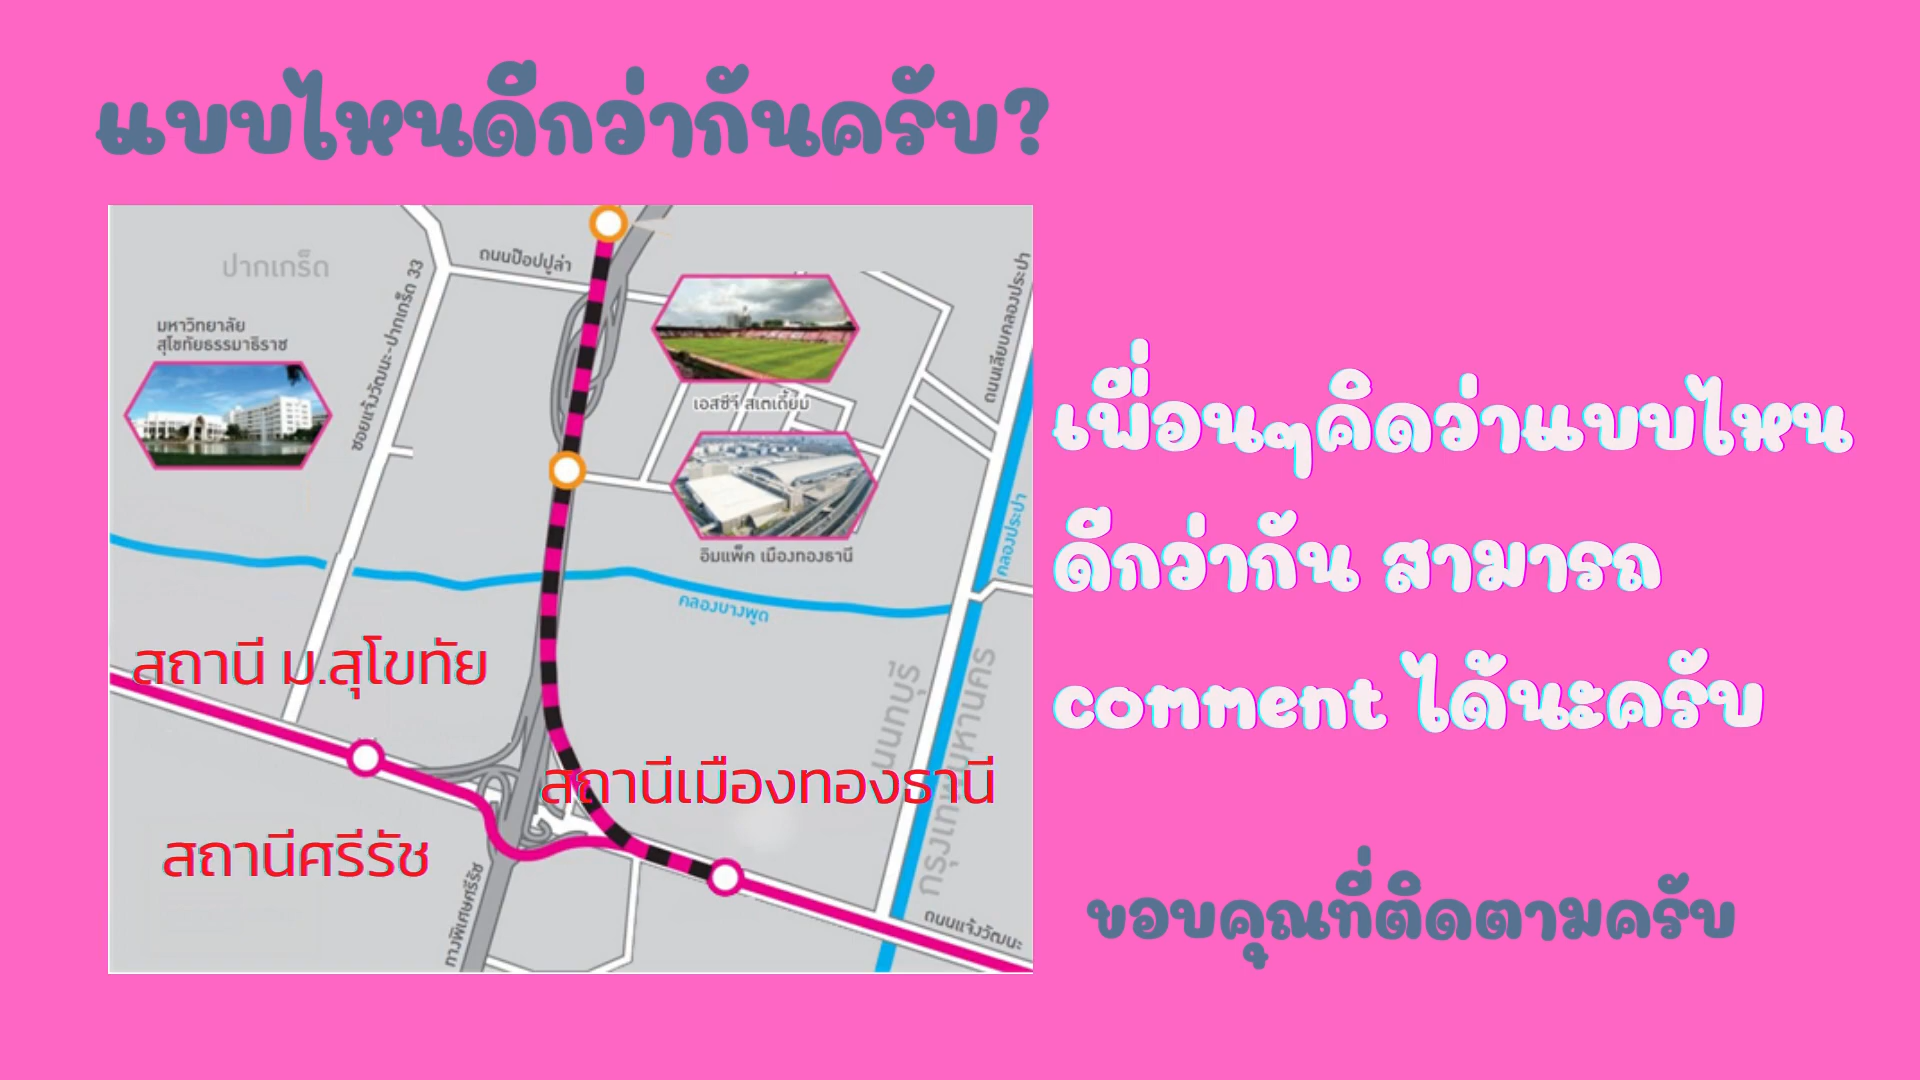 แบบไหนดีกว่ากันครับ?
ปากเกร็ด
ถนนป๊อปปูล่า
ซอยแจ้งวัฒนะ-ปากเกร็ด 33
ถนนเลียบคลองประปา
มหาวิทยาลัย
สุโขทัยธรรมาธิราช
เอสซีจี สเตเดี้ยม
อิมแพ็ค เมืองทองธานี
คลองประปา
คลองบางพูด
สถานี ม.สุโขทัย
นนทบุรี
กรุงเทพมหานคร
สถานีเมืองทองธานี
สถานีศรีรัช
ทางพิเศษศรีรัช
ถนนแจ้งวัฒนะ
เพื่อนๆคิดว่าแบบไหน
ดีกว่ากัน สามารถ
comment ได้นะครับ
ขอบคุณที่ติดตามครับ